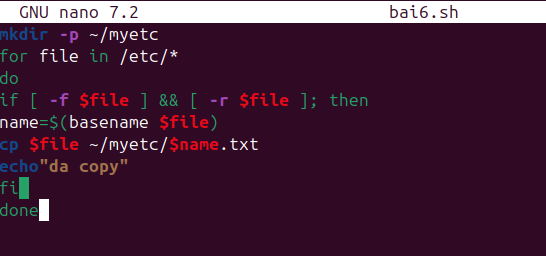 GNU nano 7.2 bai6.sh
mkdir -p ~/myetc
for file in /etc/*
do
if [ -f $file ] && [ -r $file ]; then
name=$(basename $file)
cp $file ~/myetc/$name.txt
echo"da copy"
fi
done